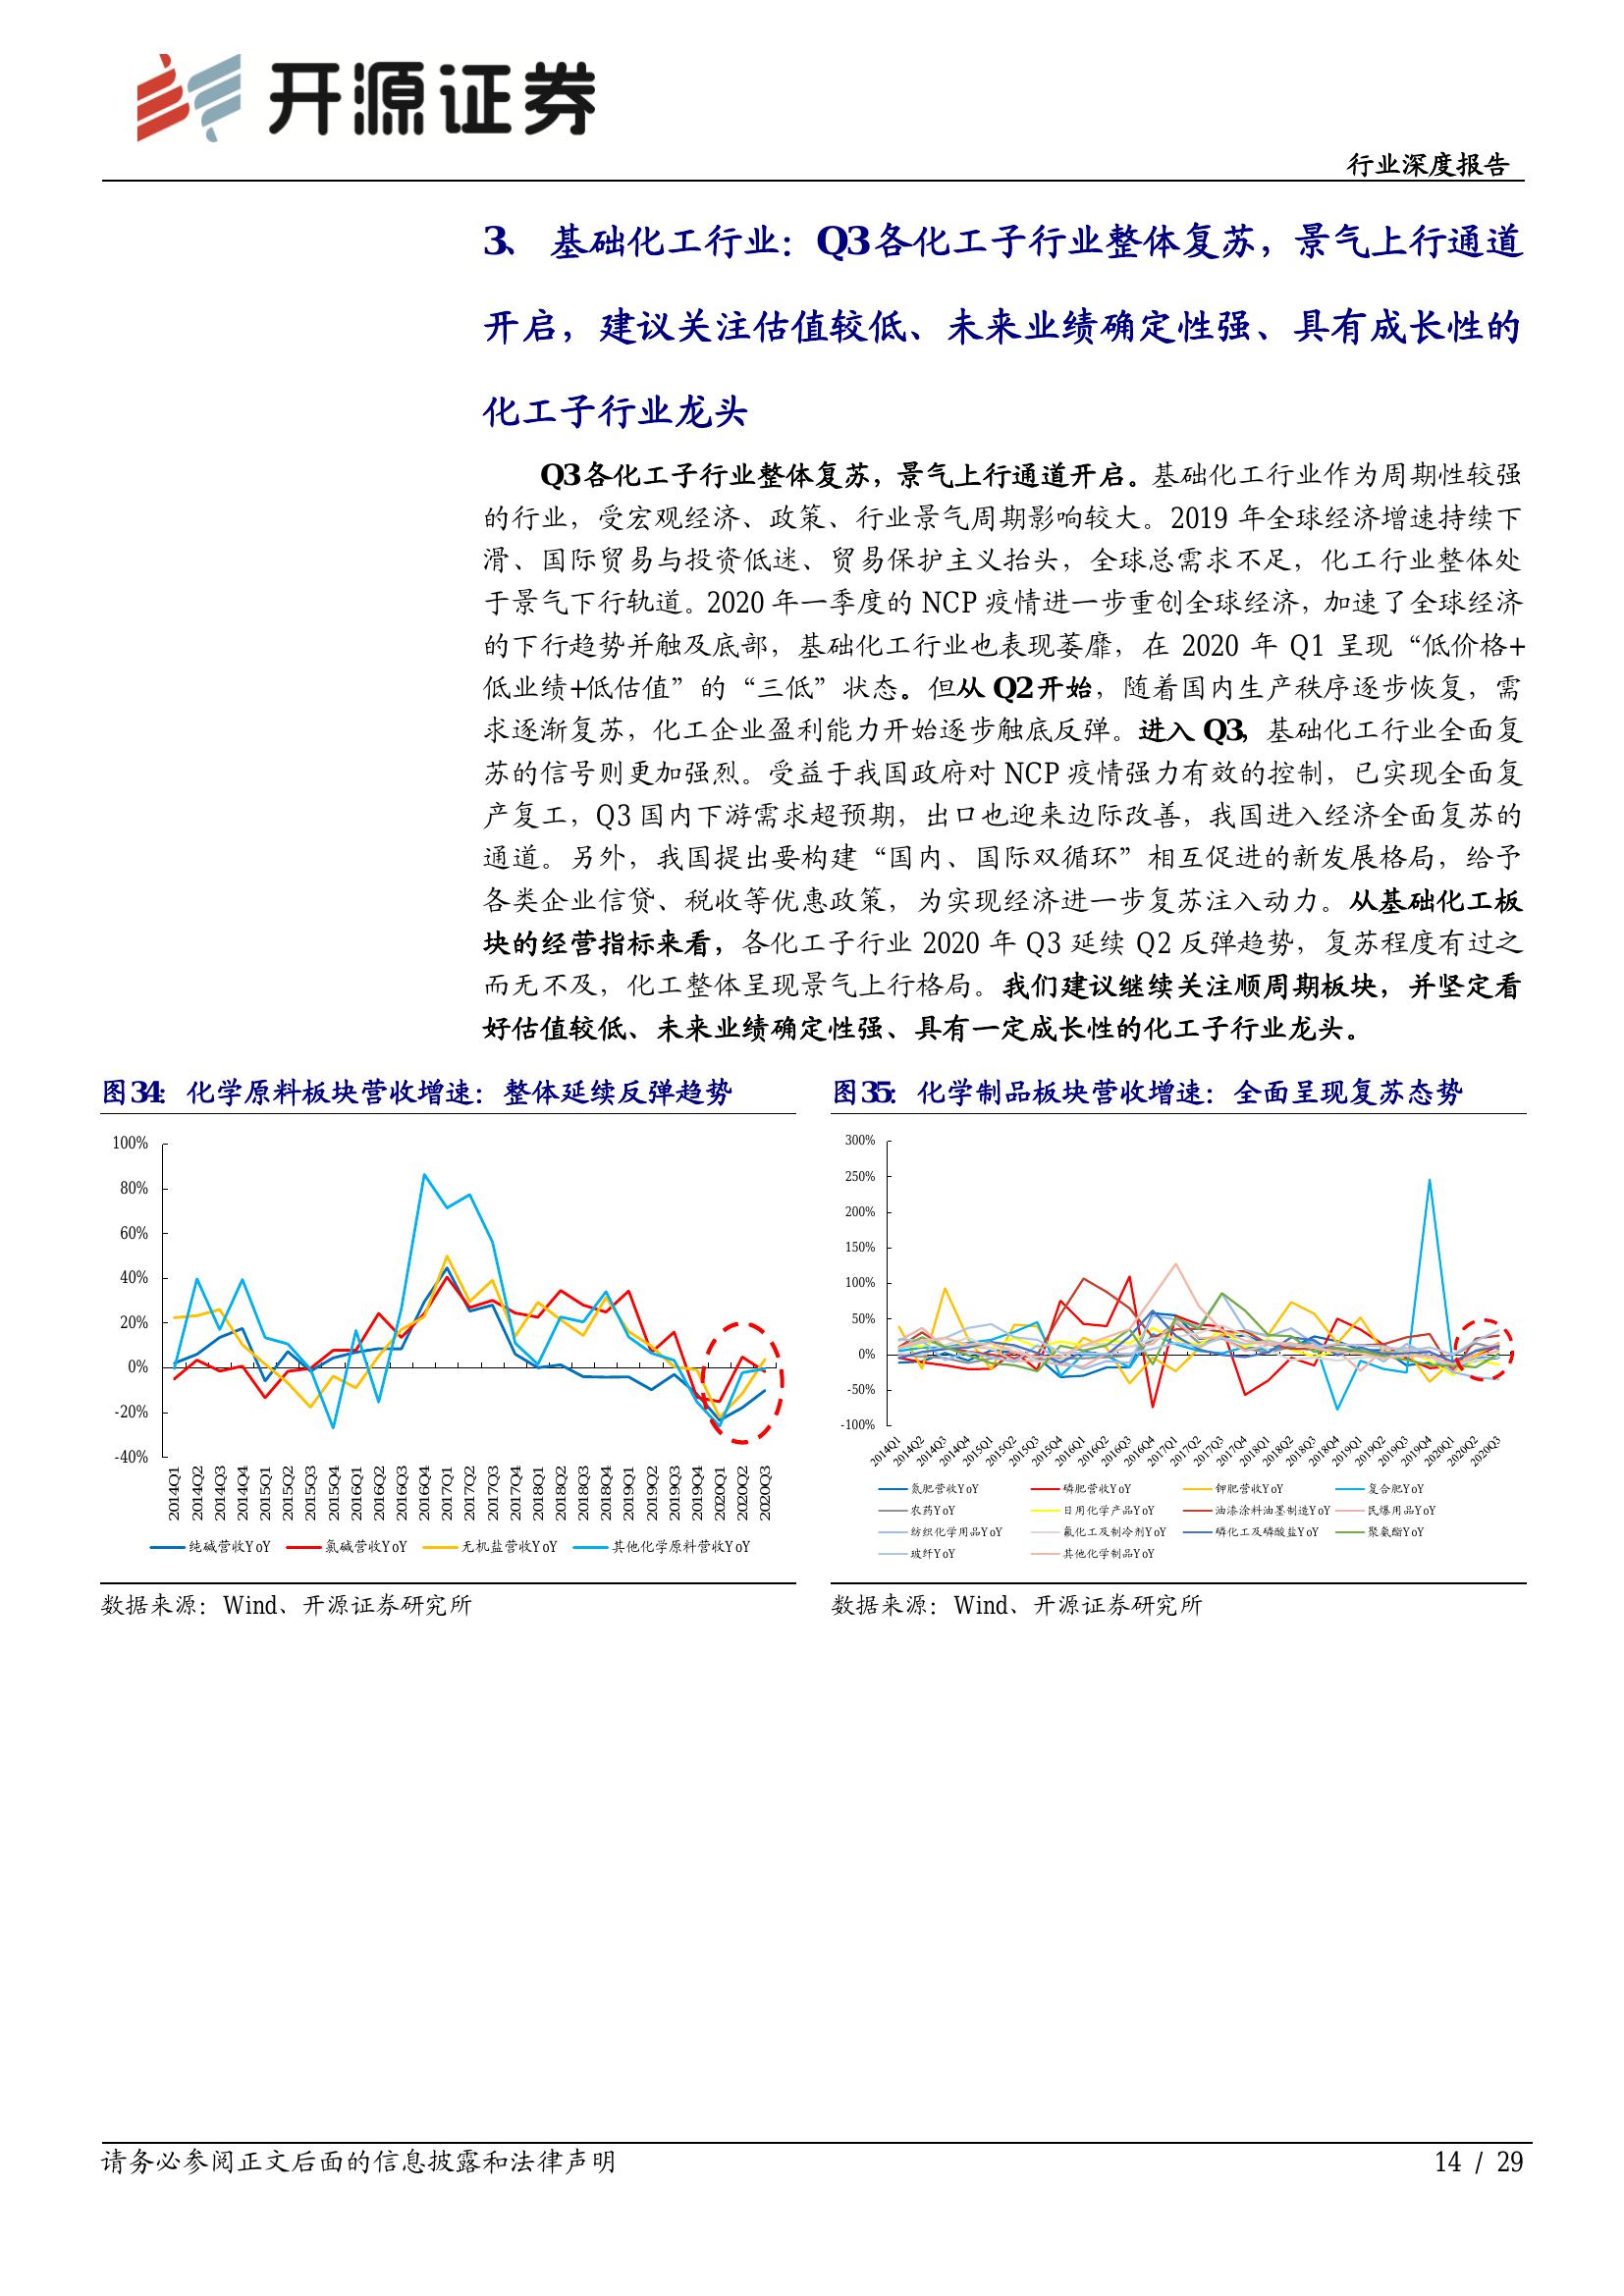 开源证券
行业深度报告
3、 基础化工行业：Q3各化工子行业整体复苏，景气上行通道
开启，建议关注估值较低、未来业绩确定性强、具有成长性的
化工子行业龙头
Q3各化工子行业整体复苏，景气上行通道开启。基础化工行业作为周期性较强
的行业，受宏观经济、政策、行业景气周期影响较大。2019 年全球经济增速持续下
滑、国际贸易与投资低迷、贸易保护主义抬头，全球总需求不足，化工行业整体处
于景气下行轨道。2020 年一季度的 NCP 疫情进一步重创全球经济，加速了全球经济
的下行趋势并触及底部，基础化工行业也表现萎靡，在 2020 年 Q1 呈现“低价格+
低业绩+低估值”的“三低”状态。但从 Q2开始，随着国内生产秩序逐步恢复，需
求逐渐复苏，化工企业盈利能力开始逐步触底反弹。进入 Q3，基础化工行业全面复
苏的信号则更加强烈。受益于我国政府对 NCP 疫情强力有效的控制，已实现全面复
产复工，Q3 国内下游需求超预期，出口也迎来边际改善，我国进入经济全面复苏的
通道。另外，我国提出要构建“国内、国际双循环”相互促进的新发展格局，给予
各类企业信贷、税收等优惠政策，为实现经济进一步复苏注入动力。从基础化工板
块的经营指标来看，各化工子行业 2020 年 Q3 延续 Q2 反弹趋势，复苏程度有过之
而无不及，化工整体呈现景气上行格局。我们建议继续关注顺周期板块，并坚定看
好估值较低、未来业绩确定性强、具有一定成长性的化工子行业龙头。
图34：化学原料板块营收增速：整体延续反弹趋势
100%
80%
60%
40%
20%
0%
-20%
-40%
2014Q1 2014Q2 2014Q3 2014Q4 2015Q1 2015Q2 2015Q3 2015Q4 2016Q1 2016Q2 2016Q3 2016Q4 2017Q1 2017Q2 2017Q3 2017Q4 2018Q1 2018Q2 2018Q3 2018Q4 2019Q1 2019Q2 2019Q3 2019Q4 2020Q1 2020Q2 2020Q3
纯碱营收YoY 氯碱营收YoY 无机盐营收YoY 其他化学原料营收YoY
数据来源：Wind、开源证券研究所
图35：化学制品板块营收增速：全面呈现复苏态势
300%
250%
200%
150%
100%
50%
0%
-50%
-100%
2014Q1 2014Q2 2014Q3 2014Q4 2015Q1 2015Q2 2015Q3 2015Q4 2016Q1 2016Q2 2016Q3 2016Q4 2017Q1 2017Q2 2017Q3 2017Q4 2018Q1 2018Q2 2018Q3 2018Q4 2019Q1 2019Q2 2019Q3 2019Q4 2020Q1 2020Q2 2020Q3
氮肥营收YoY 磷肥营收YoY 钾肥营收YoY 复合肥YoY
农药YoY 日用化学产品YoY 油漆涂料油墨制造YoY 民爆用品YoY
纺织化学用品YoY 氟化工及制冷剂YoY 磷化工及磷酸盐YoY 聚氨酯YoY
玻纤YoY 其他化学制品YoY
数据来源：Wind、开源证券研究所
请务必参阅正文后面的信息披露和法律声明
14 / 29